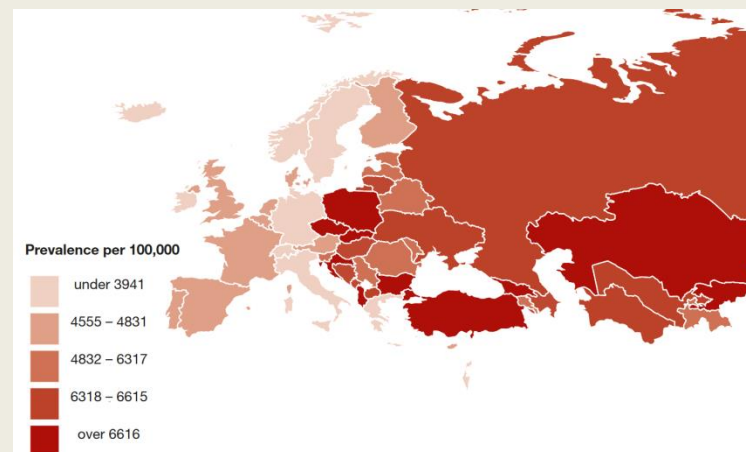 Prevalence per 100,000
under 3941
4555 – 4831
4832 – 6317
6318 – 6615
over 6616